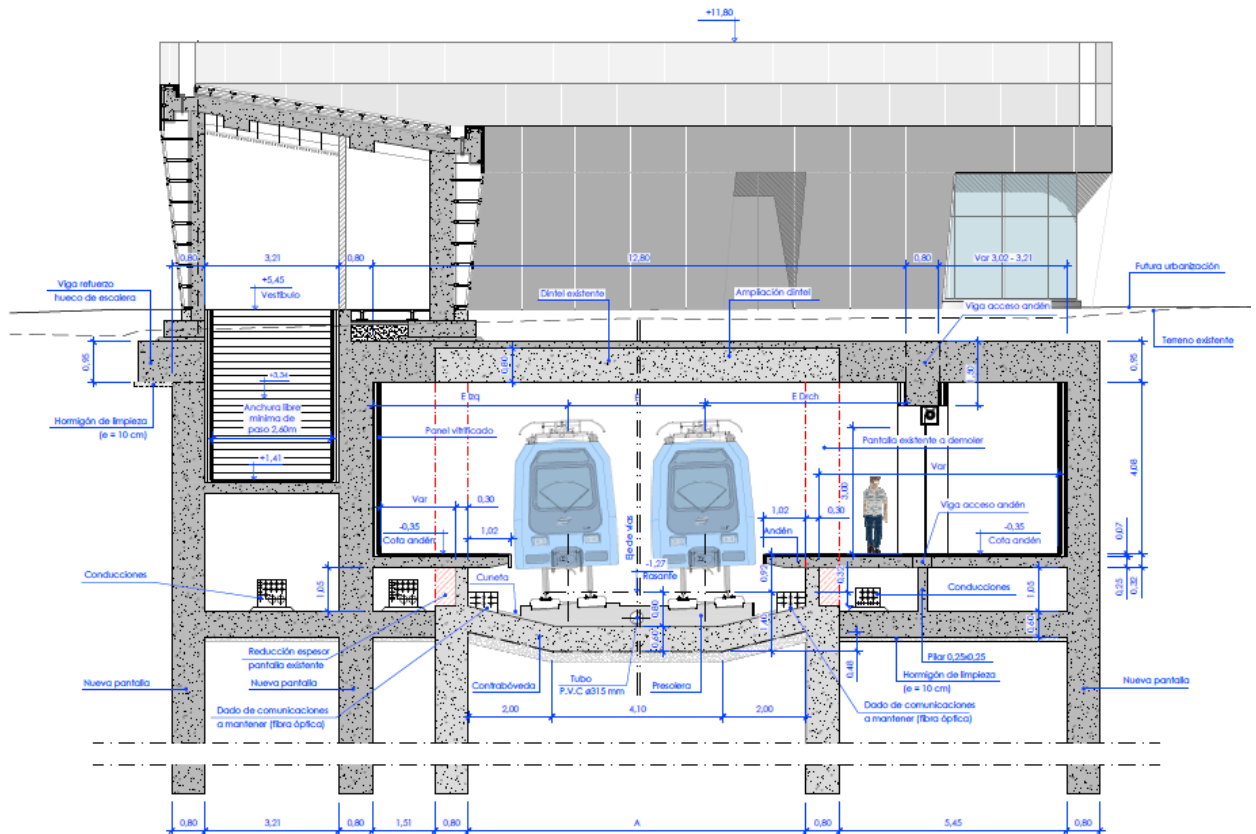 +11,80
0,80
3,21
0,80
12,80
0,80
Var 3,02 - 3,21
Viga refuerzo
hueco de escalera
+5,45
Vestíbulo
Dintel existente
Ampliación dintel
Viga acceso andén
Futura urbanización
Terreno existente
0,95
0,80
1,50
0,95
+3,36
Anchura libre
mínima de
paso 2,60m
+1,41
Hormigón de limpieza
(e = 10 cm)
E Izq
E Drch
Panel vitrificado
Pantalla existente a demoler
Var
4,08
3,00
Var
0,30
1,02
0,30
1,02
Viga acceso andén
-0,35
Cota andén
Andén
-0,35
Cota andén
0,07
Eje de vías
-1,27
Rasante
0,92
Conducciones
1,05
Cuneta
0,80
0,60
1,40
Conducciones
1,05
0,25
0,32
0,60
0,48
Reducción espesor
pantalla existente
Pilar 0,25x0,25
Hormigón de limpieza
(e = 10 cm)
Nueva pantalla
Nueva pantalla
Contrabóveda
Tubo
P.V.C ø315 mm
Presolera
Nueva pantalla
Dado de comunicaciones
a mantener (fibra óptica)
Dado de comunicaciones
a mantener (fibra óptica)
2,00
4,10
2,00
0,80
3,21
0,80
1,51
0,80
A
0,80
5,45
0,80